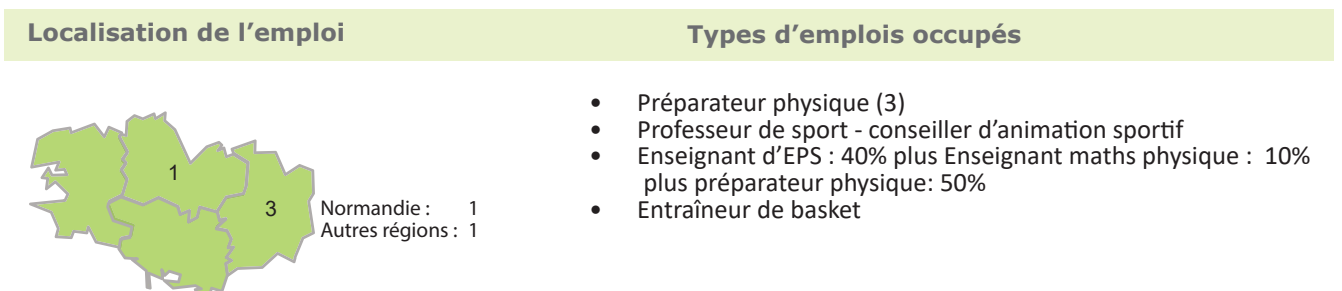 Localisation de l'emploi
Types d'emplois occupés
1
3
Normandie : 1
Autres régions : 1
• Préparateur physique (3)
• Professeur de sport - conseiller d'animation sportif
• Enseignant d'EPS : 40% plus Enseignant maths physique : 10%
plus préparateur physique: 50%
• Entraîneur de basket